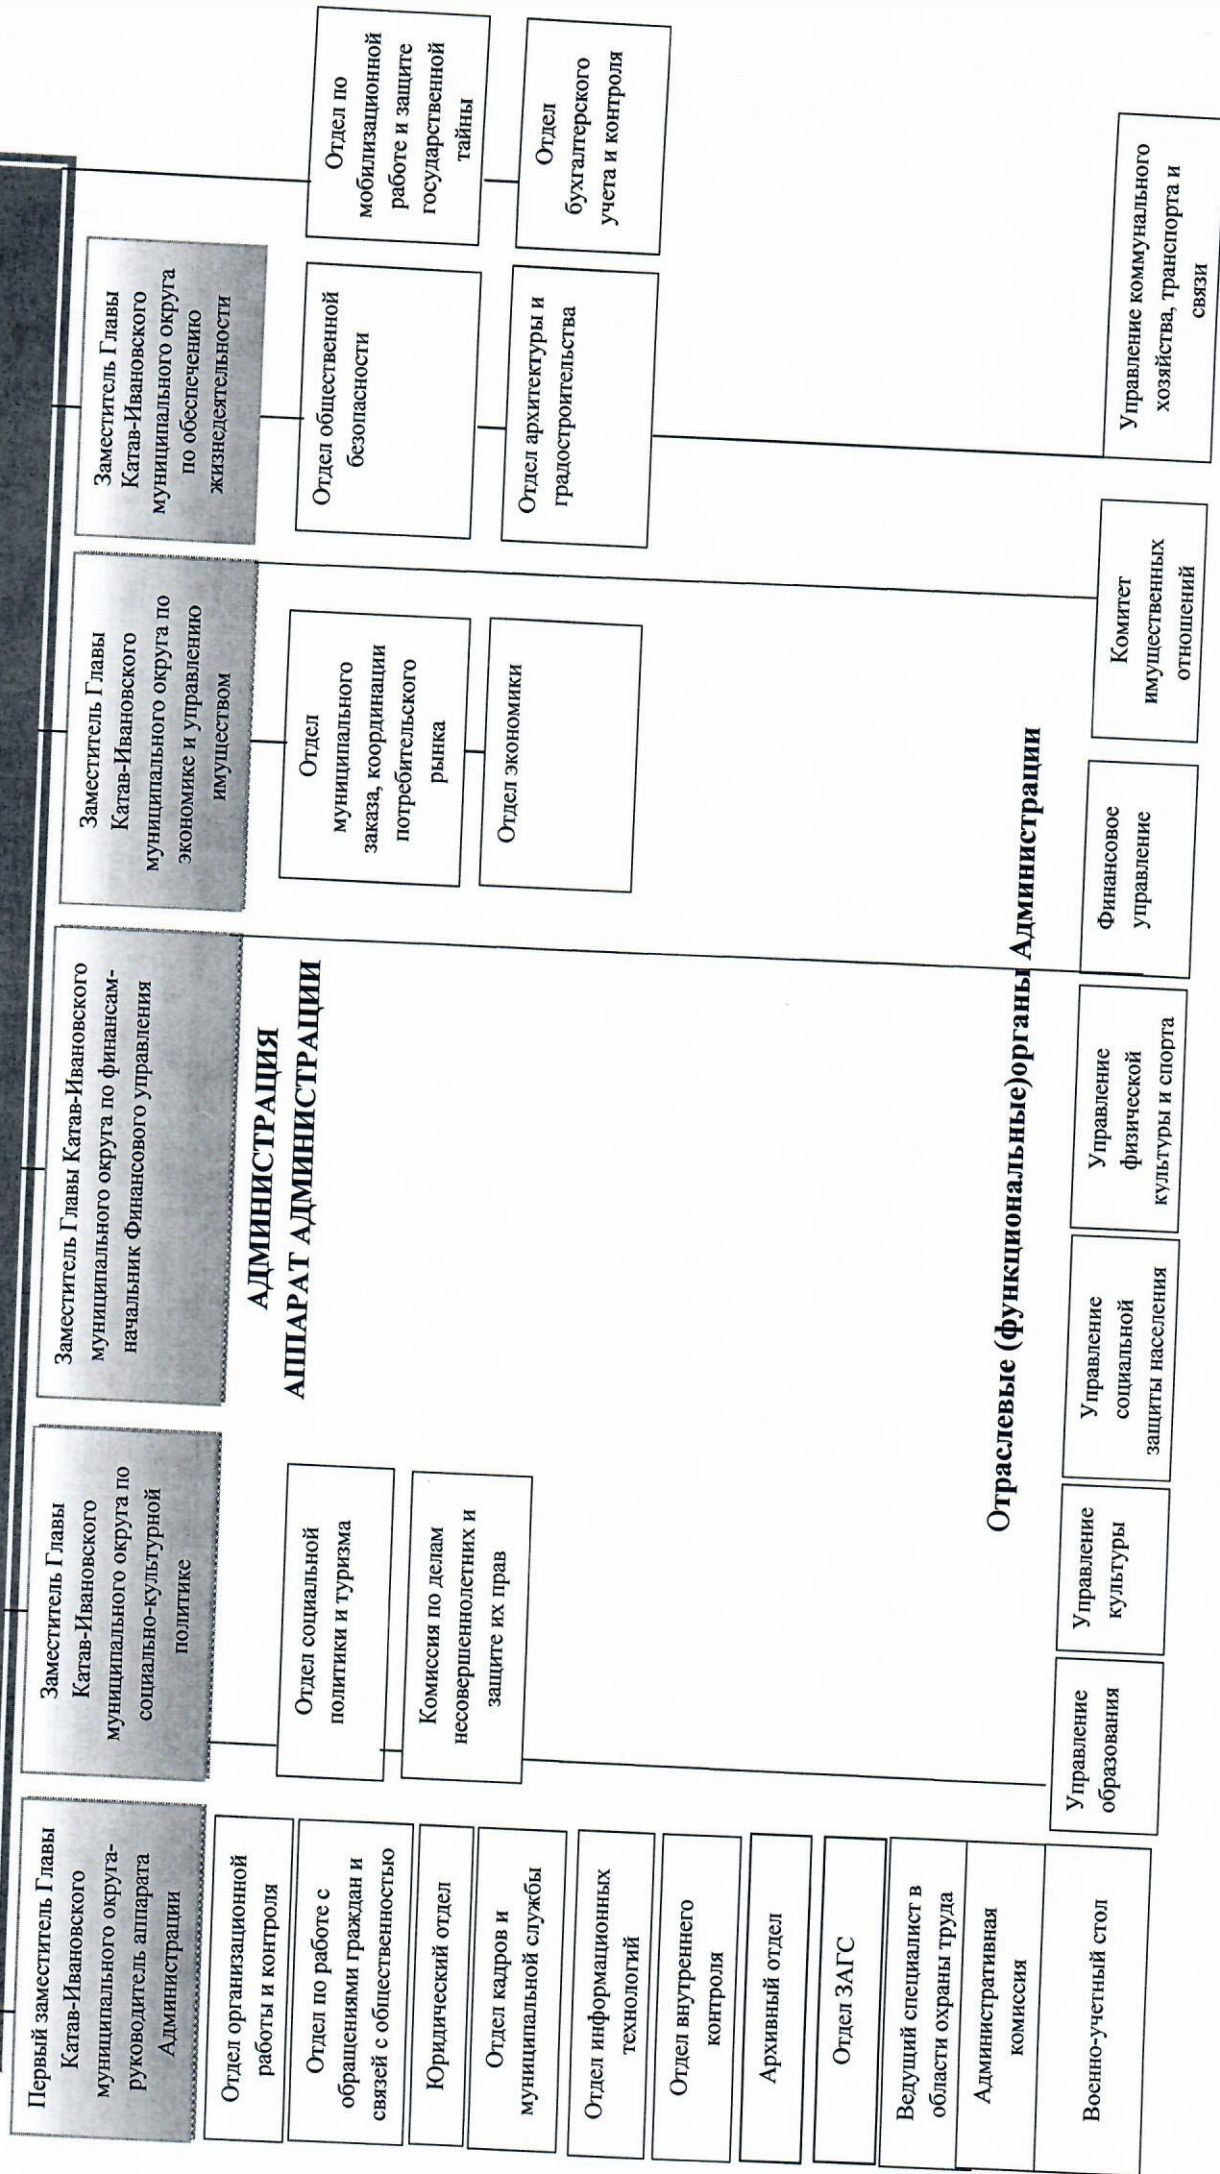 Первый заместитель Главы
Катав-Ивановского
муниципального округа-
руководитель аппарата
Администрации
Заместитель Главы
Катав-Ивановского
муниципального округа по
социально-культурной
политике
Заместитель Главы Катав-Ивановского
муниципального округа по финансам-
начальник Финансового управления
Заместитель Главы
Катав-Ивановского
муниципального округа по
экономике и управлению
имуществом
Заместитель Главы
Катав-Ивановского
муниципального округа
по обеспечению
жизнедеятельности
АДМИНИСТРАЦИЯ
АППАРАТ АДМИНИСТРАЦИИ
Отдел организационной
работы и контроля
Отдел по работе с
обращениями граждан и
связей с общественностью
Юридический отдел
Отдел кадров и
муниципальной службы
Отдел информационных
технологий
Отдел внутреннего
контроля
Архивный отдел
Отдел ЗАГС
Ведущий специалист в
области охраны труда
Административная
комиссия
Военно-учетный стол
Отдел социальной
политики и туризма
Комиссия по делам
несовершеннолетних и
защите их прав
Отдел
муниципального
заказа, координации
потребительского
рынка
Отдел экономики
Отдел общественной
безопасности
Отдел архитектуры и
градостроительства
Отдел по
мобилизационной
работе и защите
государственной
тайны
Отдел
бухгалтерского
учета и контроля
Отраслевые (функциональные)органы Администрации
Управление
образования
Управление
культуры
Управление
социальной
защиты населения
Управление
физической
культуры и спорта
Финансовое
управление
Комитет
имущественных
отношений
Управление коммунального
хозяйства, транспорта и
связи